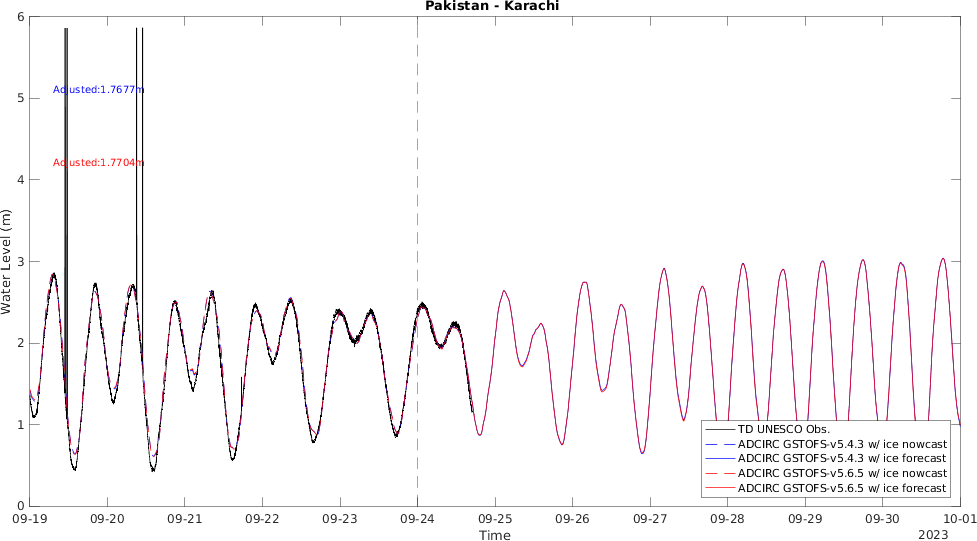 Pakistan - Karachi
6
5
4
3
2
1
0
Water Level (m)
Adjusted:1.7677m
Adjusted:1.7704m
TD UNESCO Obs.
ADCIRC GSTOFS-v5.4.3 w/ ice nowcast
ADCIRC GSTOFS-v5.4.3 w/ ice forecast
ADCIRC GSTOFS-v5.6.5 w/ ice nowcast
ADCIRC GSTOFS-v5.6.5 w/ ice forecast
09-19 09-20 09-21 09-22 09-23 09-24 09-25 09-26 09-27 09-28 09-29 09-30 10-01
Time
2023